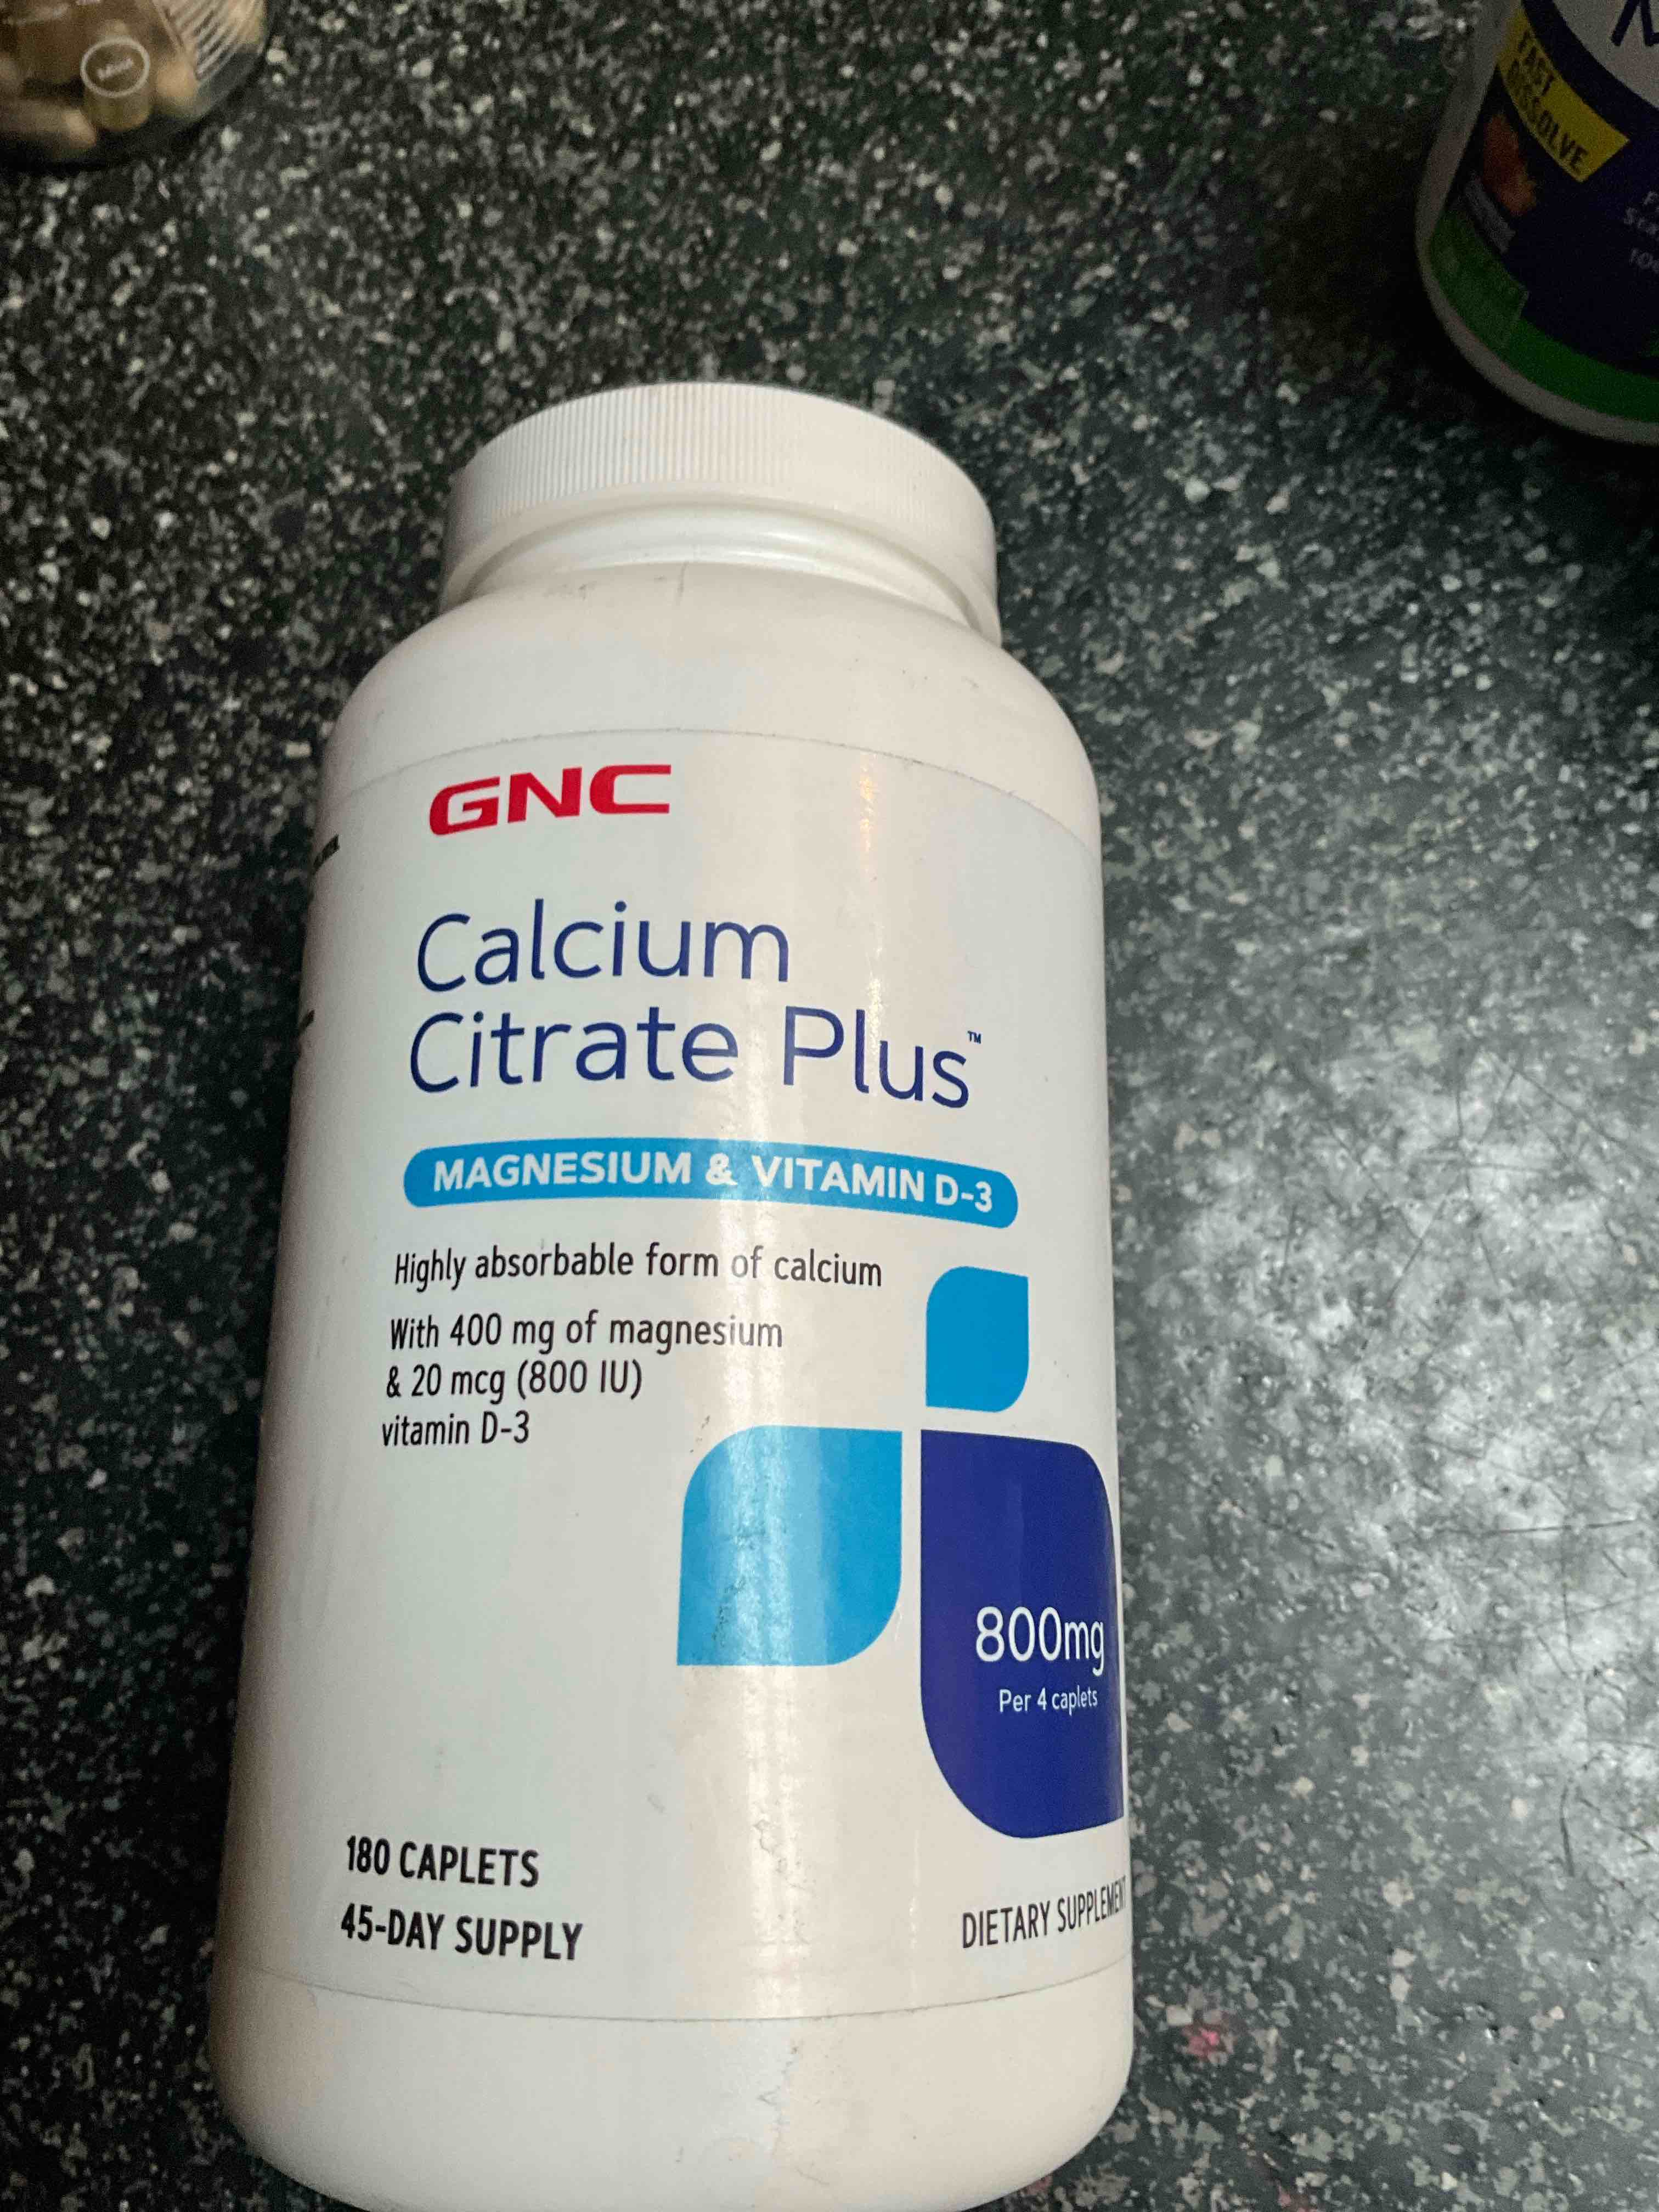 FAST
DISSOLVE
GNC
Calcium
Citrate Plus™
MAGNESIUM & VITAMIN D-3
Highly absorbable form of calcium
With 400 mg of magnesium
& 20 mcg (800 IU)
vitamin D-3
800mg
Per 4 caplets
180 CAPLETS
45-DAY SUPPLY
DIETARY SUPPLEMENT